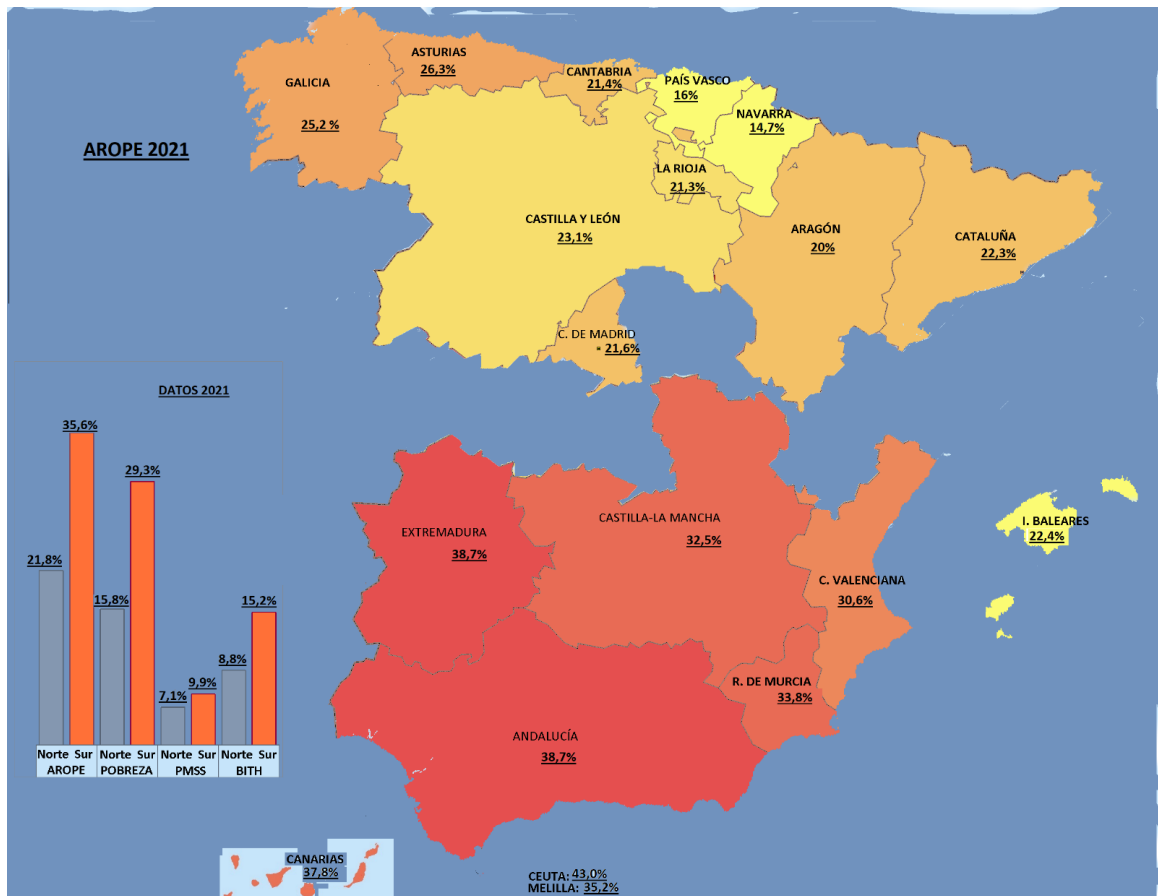 AROPE 2021
GALICIA
25,2 %
ASTURIAS
26,3%
CANTABRIA
21,4%
PAÍS VASCO
16%
NAVARRA
14,7%
LA RIOJA
21,3%
CASTILLA Y LEÓN
23,1%
ARAGÓN
20%
CATALUÑA
22,3%
C. DE MADRID
21,6%
DATOS 2021
35,6%
29,3%
21,8%
15,8%
15,2%
8,8%
7,1%
9,9%
Norte Sur Norte Sur Norte Sur Norte Sur
AROPE POBREZA PMSS BITH
EXTREMADURA
38,7%
CASTILLA-LA MANCHA
32,5%
I. BALEARES
22,4%
C. VALENCIANA
30,6%
R. DE MURCIA
33,8%
ANDALUCÍA
38,7%
CANARIAS
37,8%
CEUTA: 43,0%
MELILLA: 35,2%